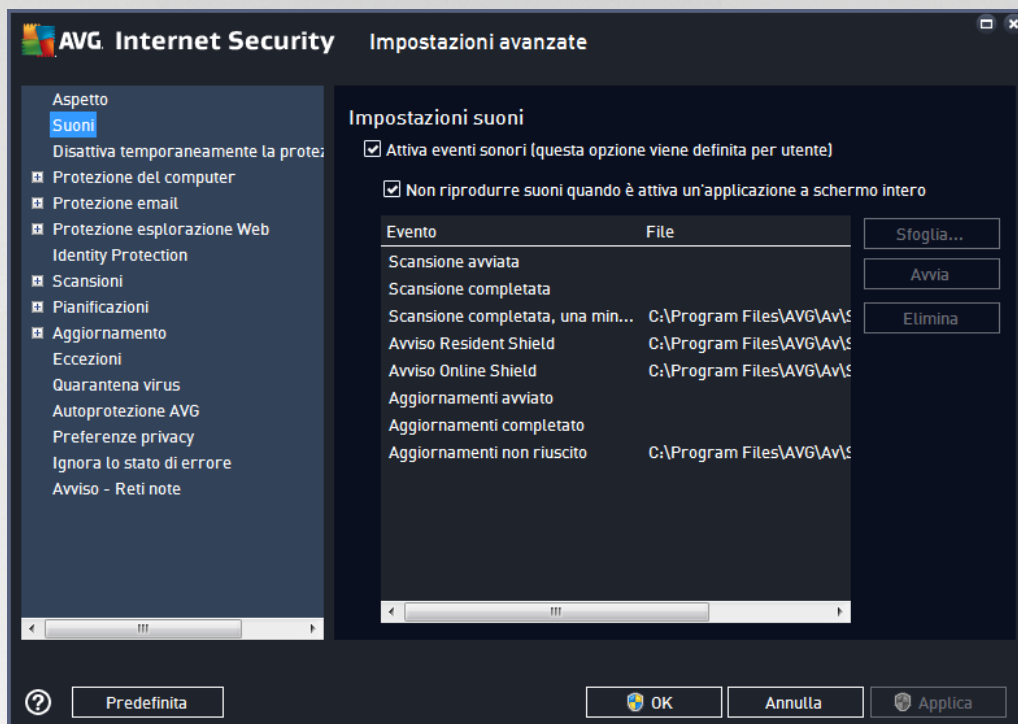 AVG Internet Security Impostazioni avanzate
Aspetto
Suoni
Disattiva temporaneamente la protez
Protezione del computer
Protezione email
Protezione esplorazione Web
Identity Protection
Scansioni
Pianificazioni
Aggiornamento
Eccezioni
Quarantena virus
Autoprotezione AVG
Preferenze privacy
Ignora lo stato di errore
Avviso - Reti note
Impostazioni suoni
Attiva eventi sonori (questa opzione viene definita per utente)
Non riprodurre suoni quando è attiva un'applicazione a schermo intero
Evento File
Scansione avviata
Scansione completata
Scansione completata, una min... C:\Program Files\AVG\Av\S
Avviso Resident Shield C:\Program Files\AVG\Av\S
Avviso Online Shield C:\Program Files\AVG\Av\S
Aggiornamenti avviato
Aggiornamenti completato
Aggiornamenti non riuscito C:\Program Files\AVG\Av\S
Sfoglia...
Avvia
Elimina
Predefinita OK Annulla Applica